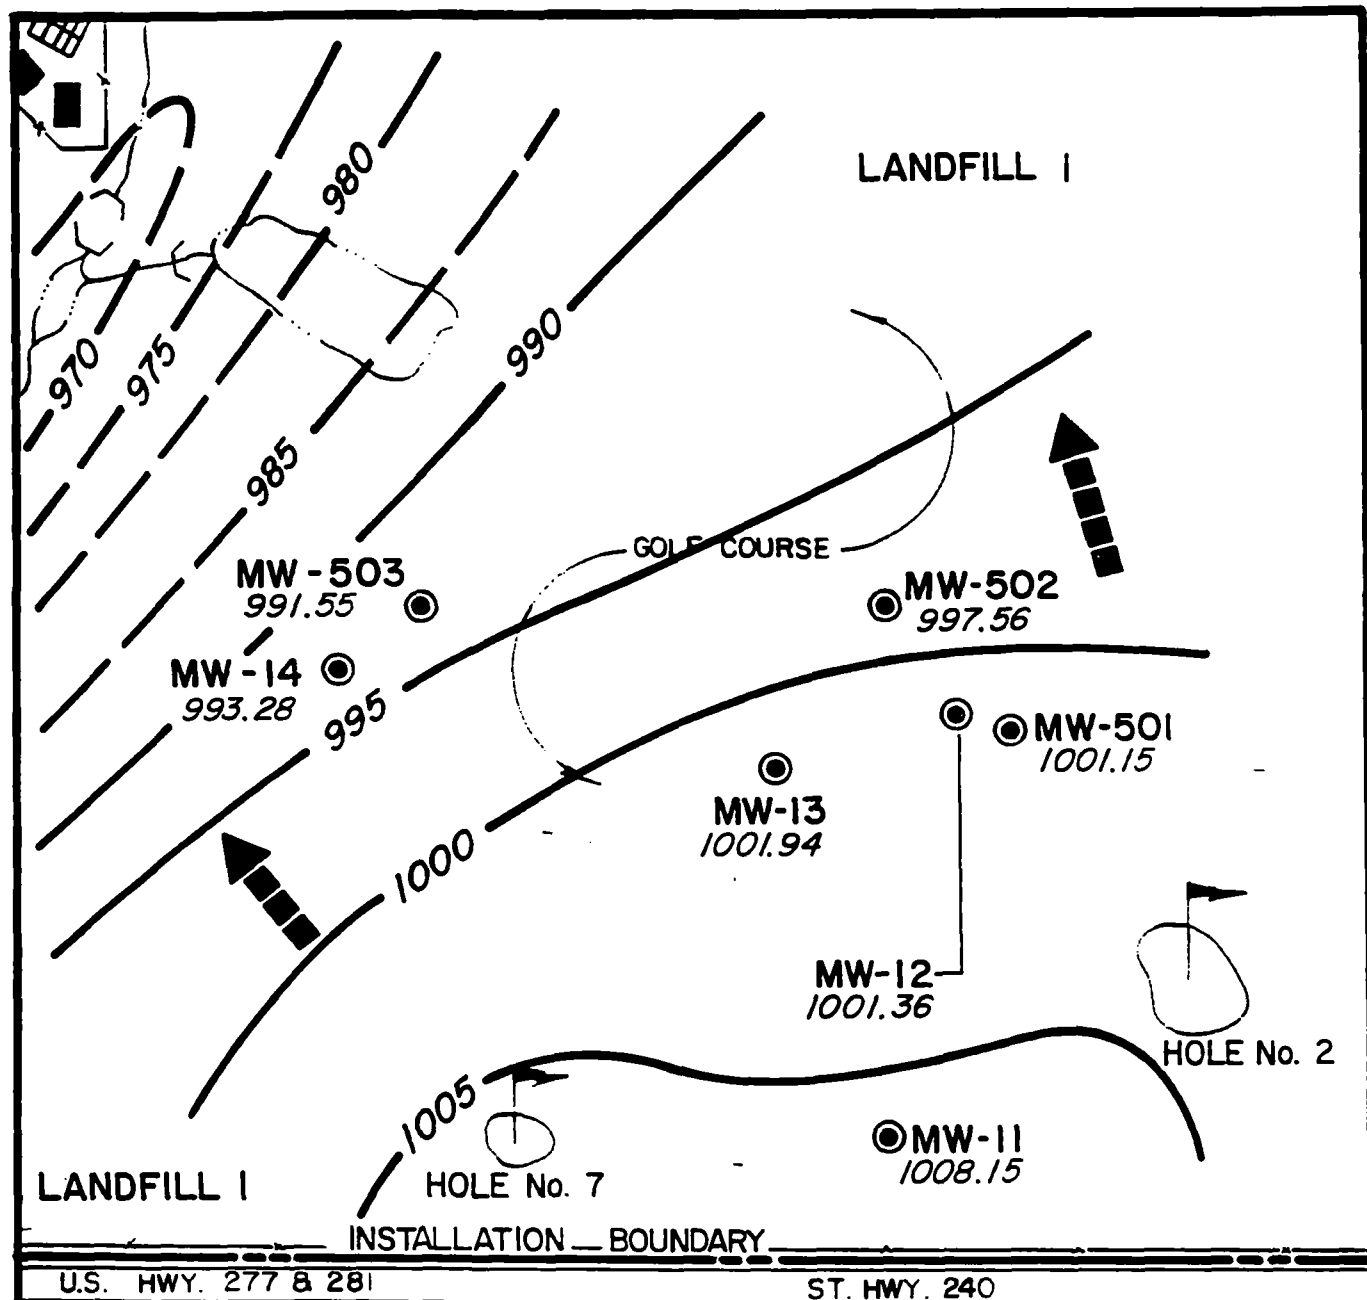 LANDFILL 1
980
990
970
975
985
GOLF COURSE
MW-503
991.55
MW-502
997.56
MW-14
993.28
995
MW-501
1001.15
MW-13
1001.94
1000
MW-12
1001.36
HOLE No. 2
1005
MW-11
1008.15
LANDFILL 1
HOLE No. 7
INSTALLATION BOUNDARY
U.S. HWY. 277 & 281
ST. HWY. 240